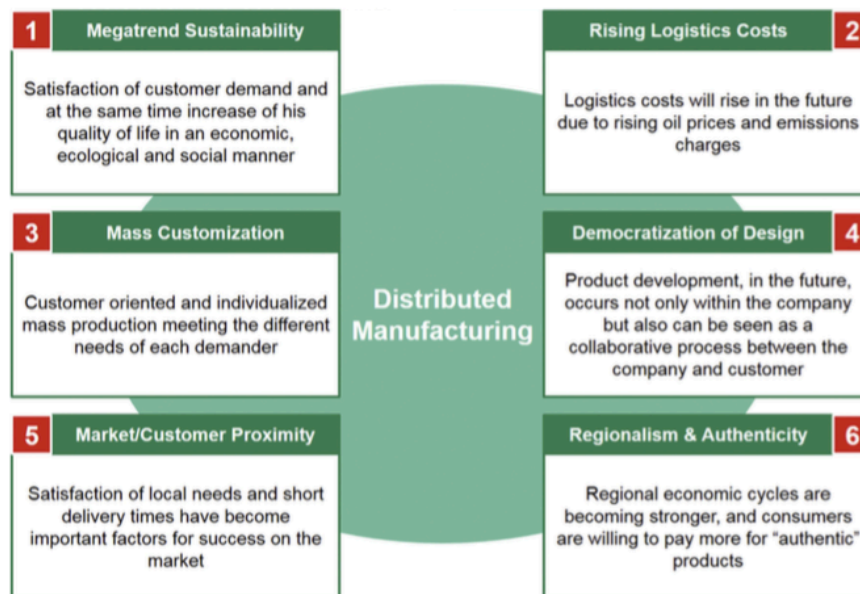 1
Megatrend Sustainability
Satisfaction of customer demand and
at the same time increase of his
quality of life in an economic,
ecological and social manner
Rising Logistics Costs
2
Logistics costs will rise in the future
due to rising oil prices and emissions
charges
3
Mass Customization
Customer oriented and individualized
mass production meeting the different
needs of each demander
Democratization of Design
4
Product development, in the future,
occurs not only within the company
but also can be seen as a
collaborative process between the
company and customer
Distributed
Manufacturing
5
Market/Customer Proximity
Satisfaction of local needs and short
delivery times have become
important factors for success on the
market
Regionalism & Authenticity
6
Regional economic cycles are
becoming stronger, and consumers
are willing to pay more for “authentic”
products